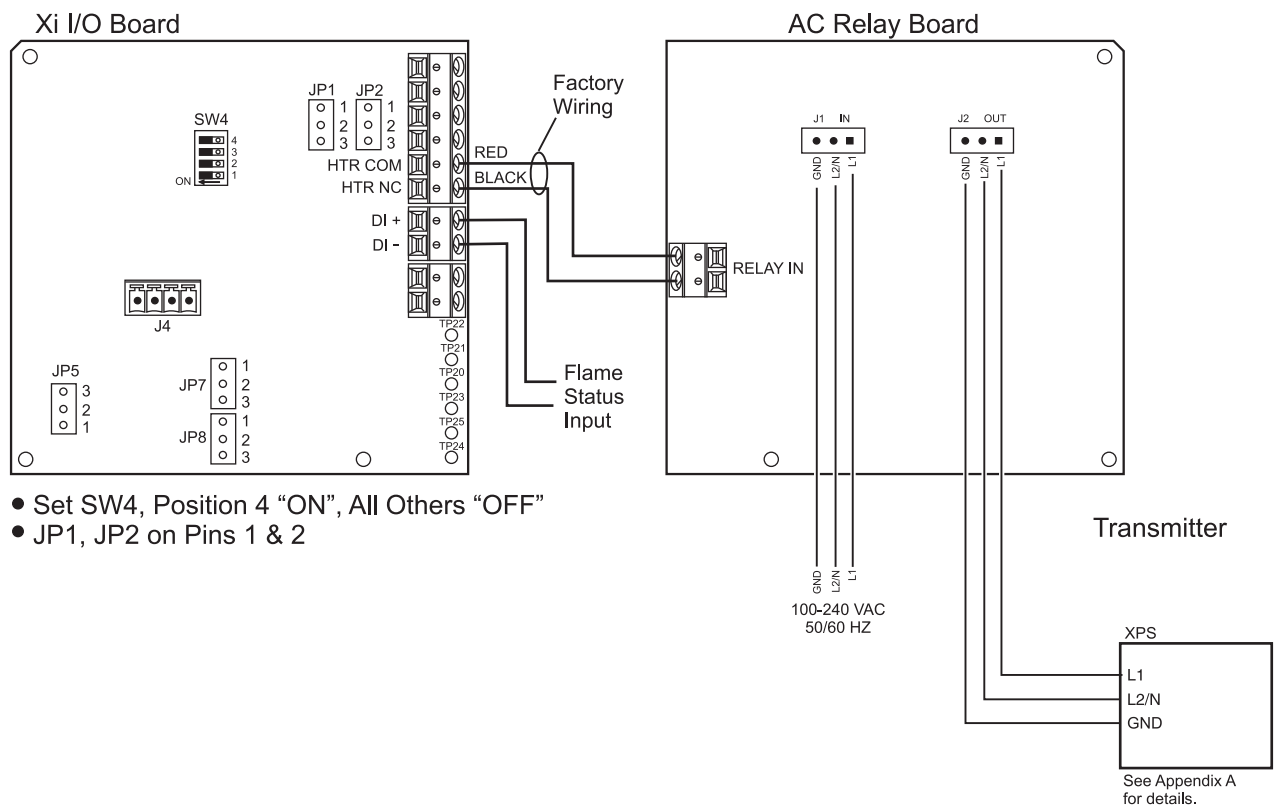 Xi I/O Board
AC Relay Board
SW4
4
3
2
1
ON
JP1
1
2
3
JP2
1
2
3
HTR COM
HTR NC
DI +
DI -
RED
BLACK
Factory
Wiring
J4
JP5
3
2
1
JP7
1
2
3
JP8
1
2
3
TP22
TP21
TP20
TP23
TP25
TP24
Flame
Status
Input
RELAY IN
J1 IN
GND
L2/N
L1
J2 OUT
GND
L2/N
L1
GND
L2/N
L1
100-240 VAC
50/60 HZ
• Set SW4, Position 4 “ON”, All Others “OFF”
• JP1, JP2 on Pins 1 & 2
Transmitter
XPS
L1
L2/N
GND
See Appendix A
for details.